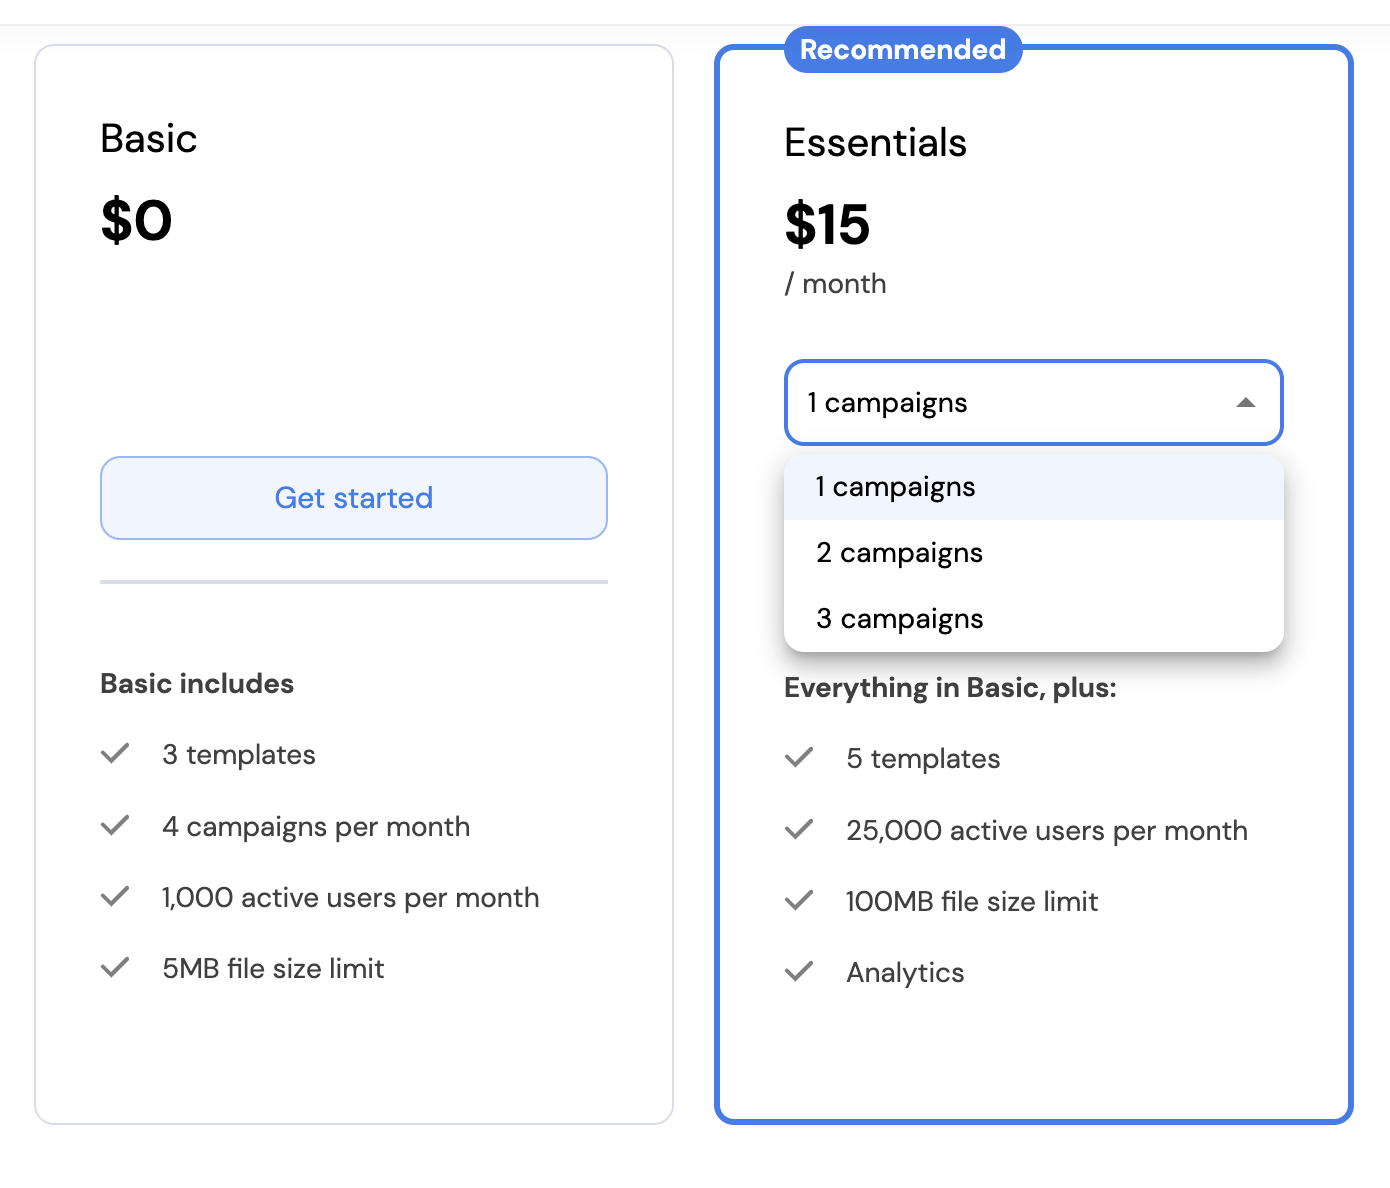 Basic
$0
Get started
Basic includes
3 templates
4 campaigns per month
1,000 active users per month
5MB file size limit
Recommended
Essentials
$15
/ month
1 campaigns
1 campaigns
2 campaigns
3 campaigns
Everything in Basic, plus:
5 templates
25,000 active users per month
100MB file size limit
Analytics